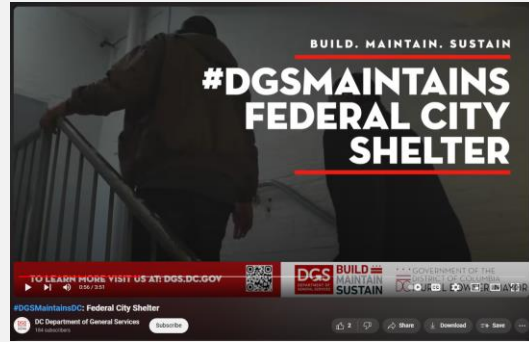 BUILD. MAINTAIN. SUSTAIN
#DGSMAINTAINS
FEDERAL CITY
SHELTER
TO LEARN MORE VISIT US AT: DGS.DC.GOV
DGS
DEPARTMENT OF
GENERAL SERVICES
BUILD
MAINTAIN
SUSTAIN
GOVERNMENT OF THE
DISTRICT OF COLUMBIA
MAYOR
0:56 / 3:51
#DGSMaintainsDC: Federal City Shelter
DC Department of General Services
Subscribe
2
Share
Download
Save